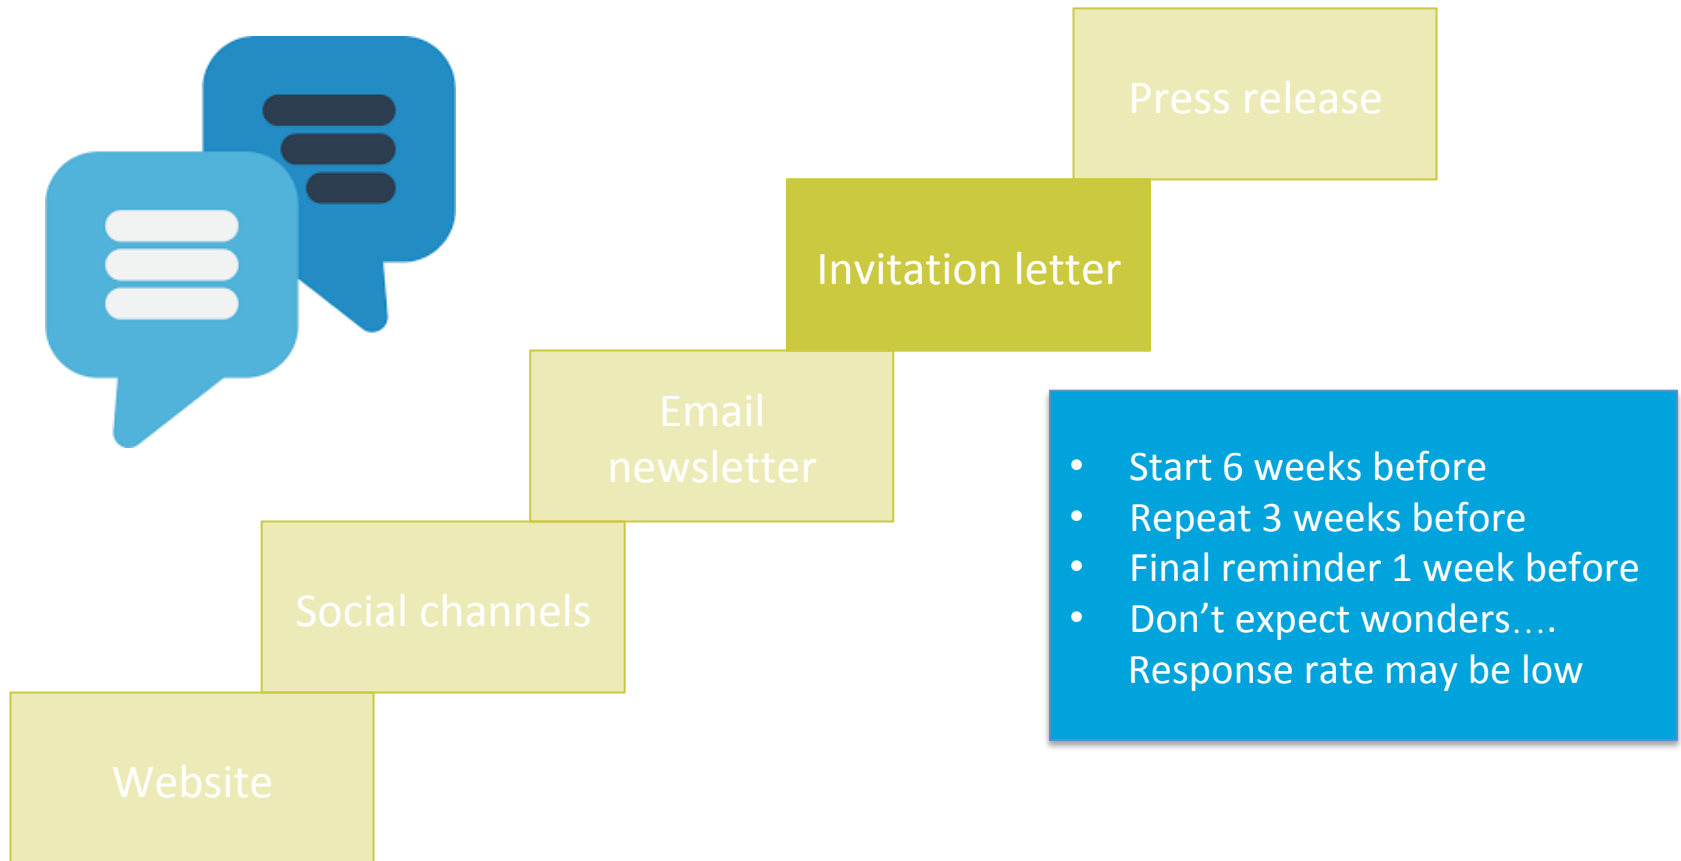 Press release
Invitation letter
Email
newsletter
Social channels
Website
• Start 6 weeks before
• Repeat 3 weeks before
• Final reminder 1 week before
• Don’t expect wonders....
Response rate may be low